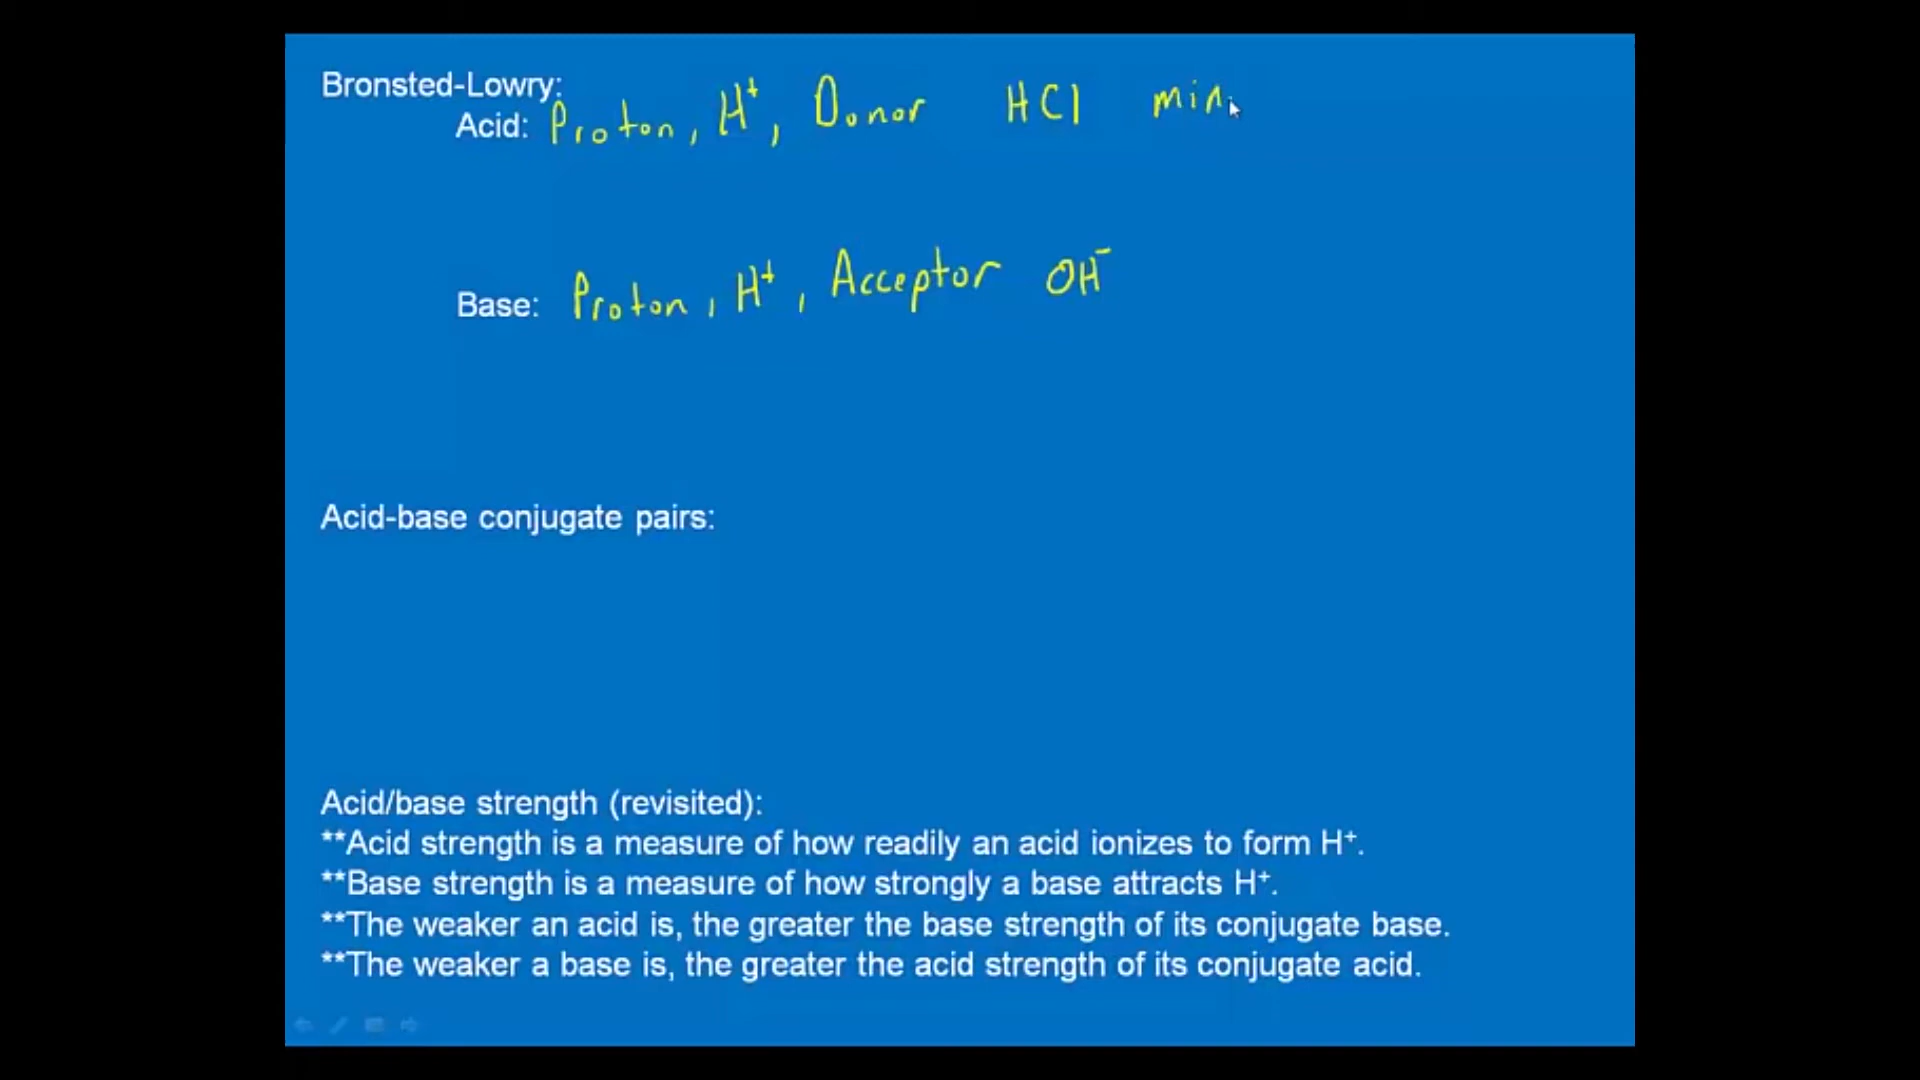 Bronsted-Lowry:
Acid: Proton, H⁺, Donor HCl min
Base: Proton, H⁺, Acceptor OH⁻
Acid-base conjugate pairs:
Acid/base strength (revisited):
**Acid strength is a measure of how readily an acid ionizes to form H⁺.
**Base strength is a measure of how strongly a base attracts H⁺.
**The weaker an acid is, the greater the base strength of its conjugate base.
**The weaker a base is, the greater the acid strength of its conjugate acid.